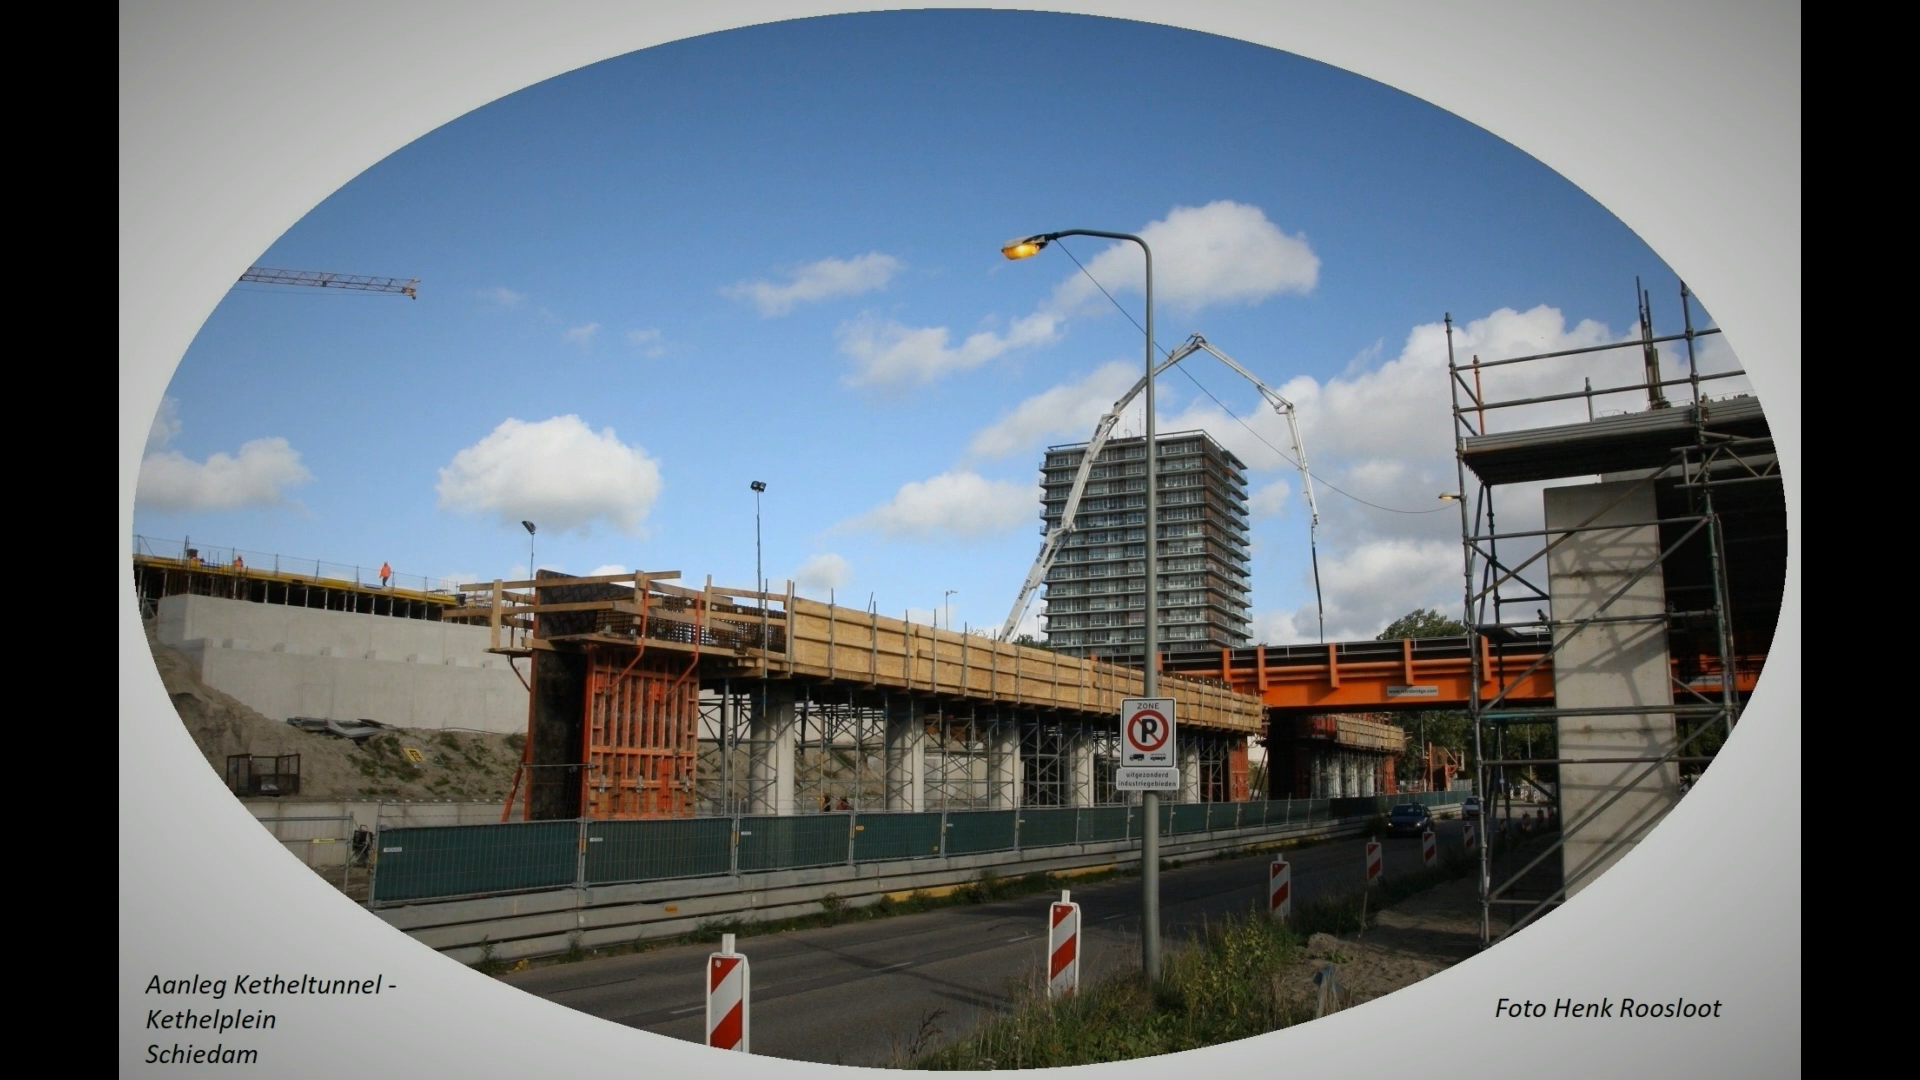 ZONE
P
uitgezonderd
industriegebieden
Aanleg Ketheltunnel -
Kethelplein
Schiedam
Foto Henk Roosloot